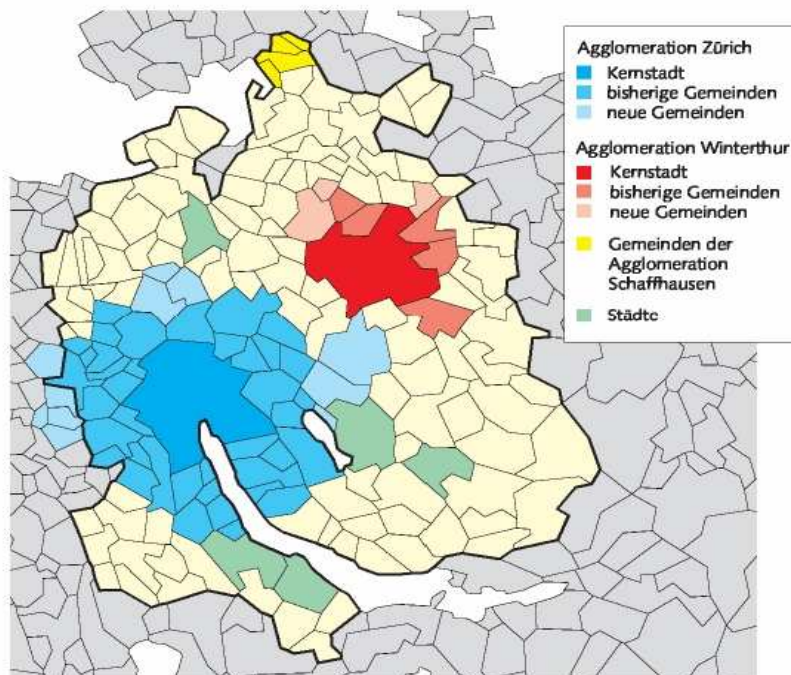 Agglomeration Zürich
Kernstadt
bisherige Gemeinden
neue Gemeinden
Agglomeration Winterthur
Kernstadt
bisherige Gemeinden
neue Gemeinden
Gemeinden der
Agglomeration
Schaffhausen
Städte